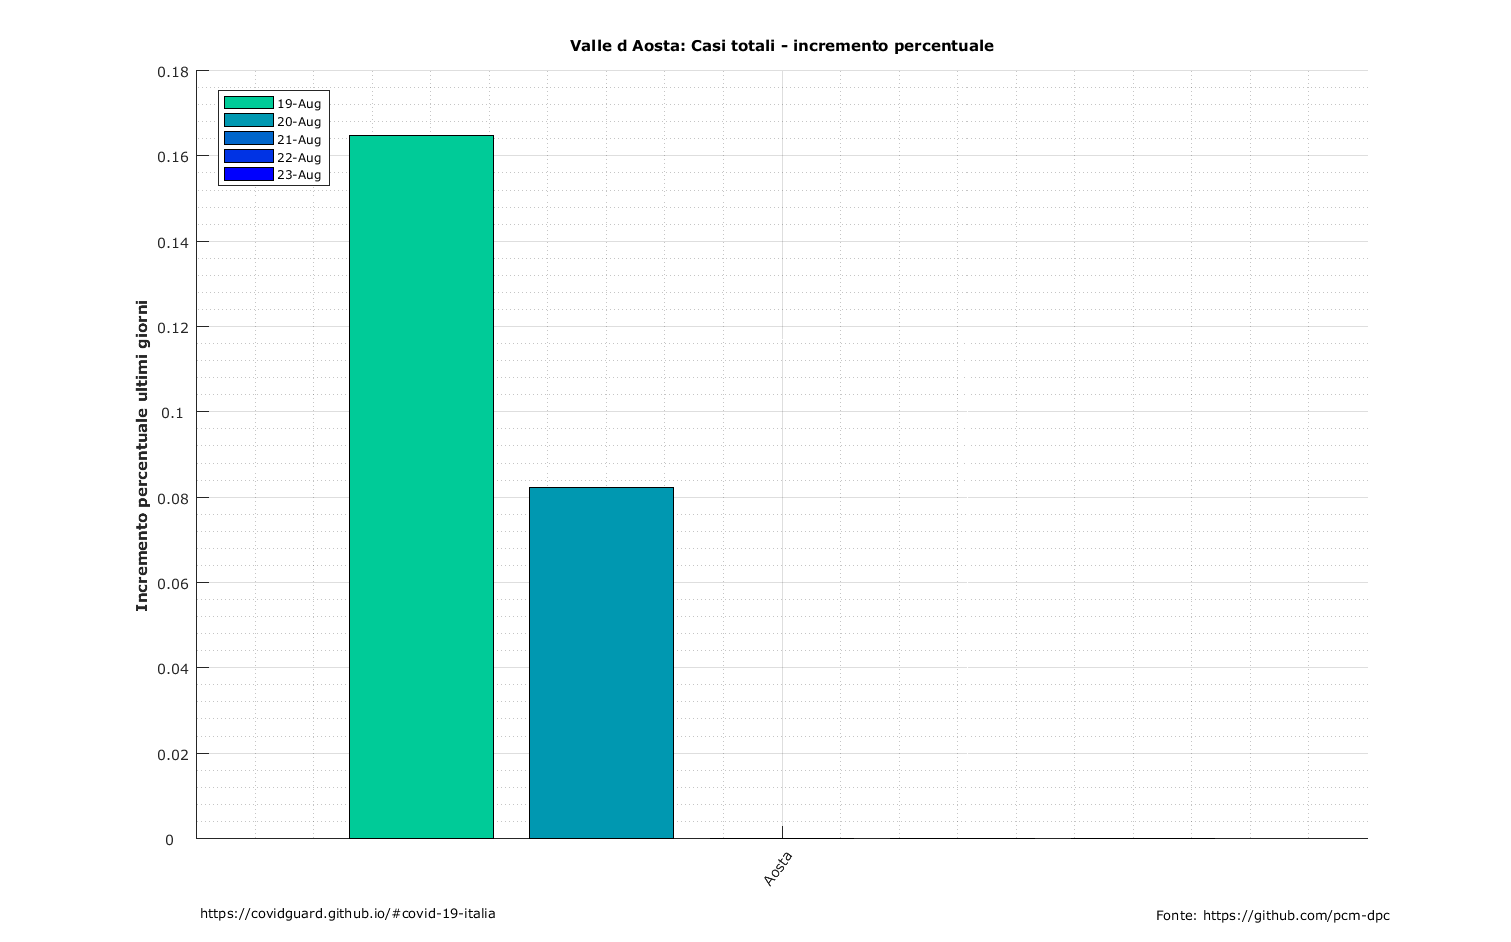 Valle d Aosta: Casi totali - incremento percentuale
0.18
0.16
0.14
0.12
0.1
0.08
0.06
0.04
0.02
0
Incremento percentuale ultimi giorni
19-Aug
20-Aug
21-Aug
22-Aug
23-Aug
Aosta
https://covidguard.github.io/#covid-19-italia
Fonte: https://github.com/pcm-dpc